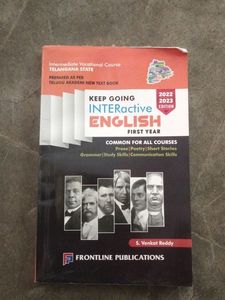 Intermediate Vocational Course
TELANGANA STATE
PREPARED AS PER
TELUGU AKADEMI NEW TEXT BOOK
2022
2023
EDITION
KEEP GOING
INTERactive
ENGLISH
FIRST YEAR
COMMON FOR ALL COURSES
Prose|Poetry|Short Stories
Grammar|Study Skills|Communication Skills
S. Venkat Reddy
FRONTLINE PUBLICATIONS